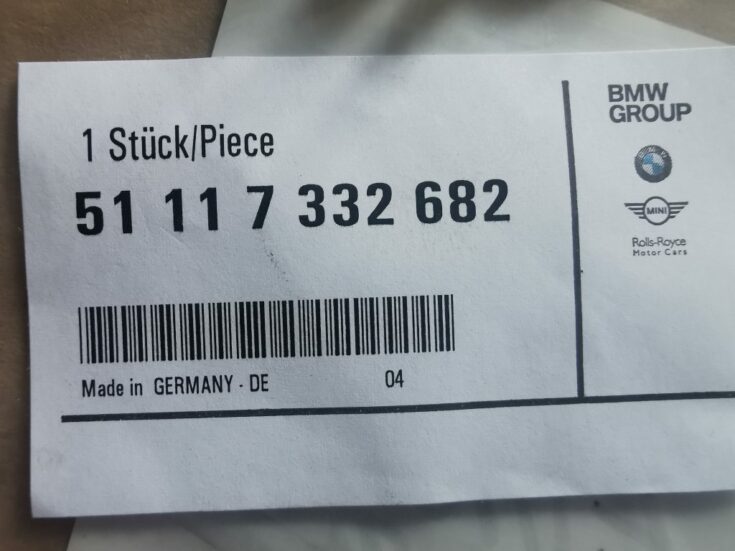 1 Stück/Piece
51 11 7 332 682
Made in GERMANY - DE 04
BMW
GROUP
MINI
Rolls-Royce
Motor Cars